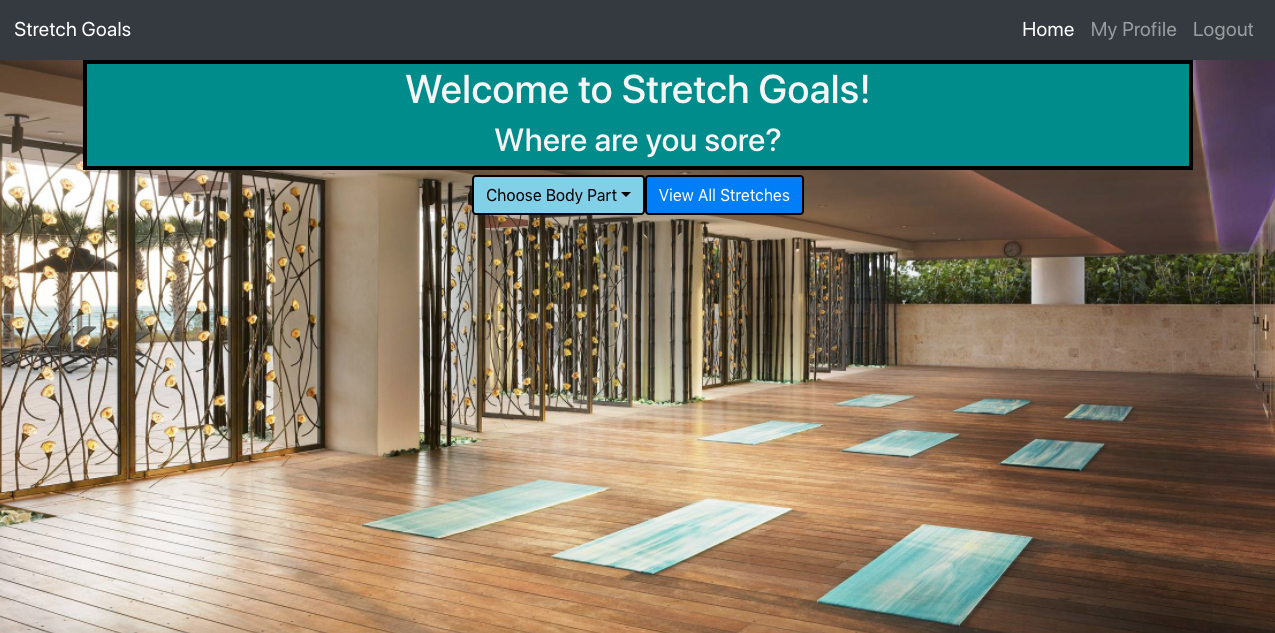 Stretch Goals
Home My Profile Logout
Welcome to Stretch Goals!
Where are you sore?
Choose Body Part
View All Stretches